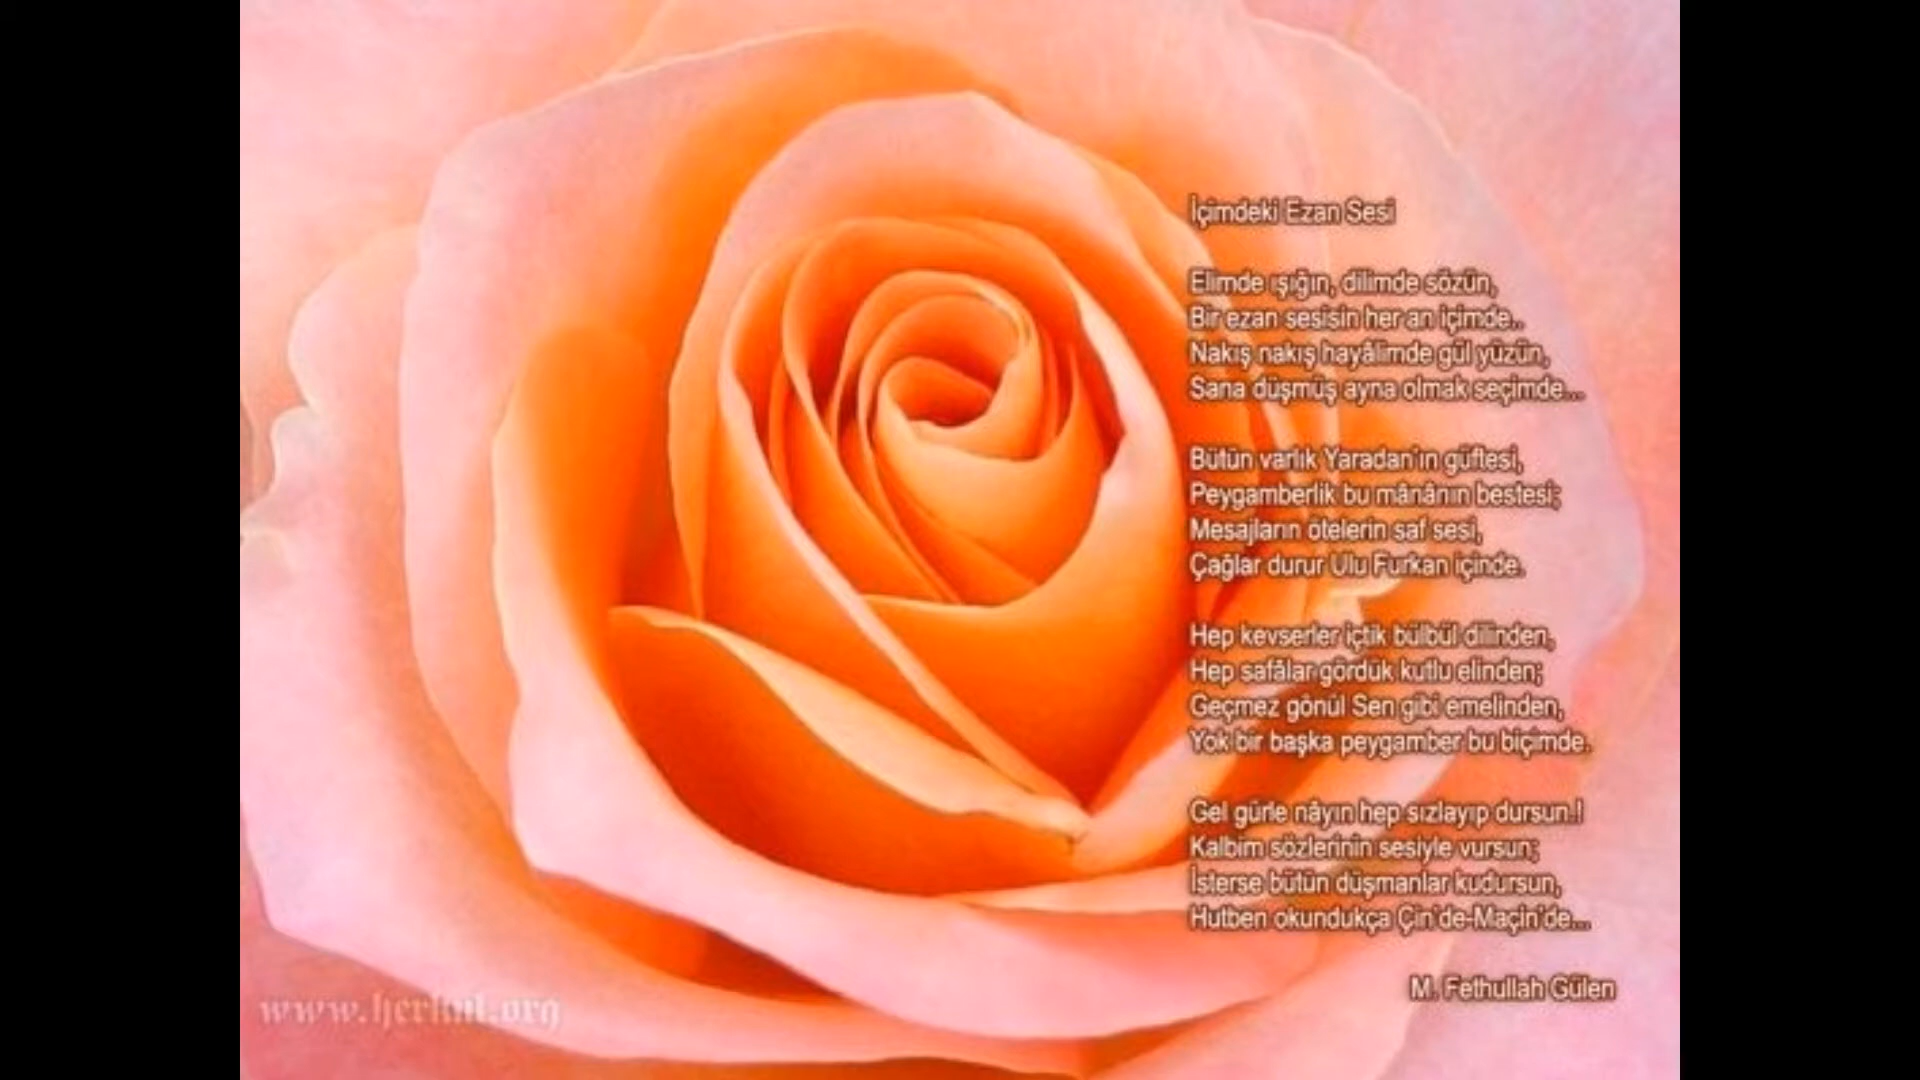 İçimdeki Ezan Sesi
Elimde ışığın, dilimde sözün,
Bir ezan sesisin her an içimde..
Nakış nakış hayâlimde gül yüzün,
Sana düşmüş ayna olmak seçimde...
Bütün varlık Yaradan'ın güftesi,
Peygamberlik bu mânânın bestesi;
Mesajların ötelerin saf sesi,
Çağlar durur Ulu Furkan içinde.
Hep kevserler içtik bülbül dilinden,
Hep safâlar gördük kutlu elinden;
Geçmez gönül Sen gibi emelinden,
Yok bir başka peygamber bu biçimde.
Gel gürle nâyın hep sızlayıp dursun.!
Kalbim sözlerinin sesiyle vursun;
İsterse bütün düşmanlar kudursun,
Hutben okundukça Çin'de-Maçin'de...
M. Fethullah Gülen
www.herkul.org